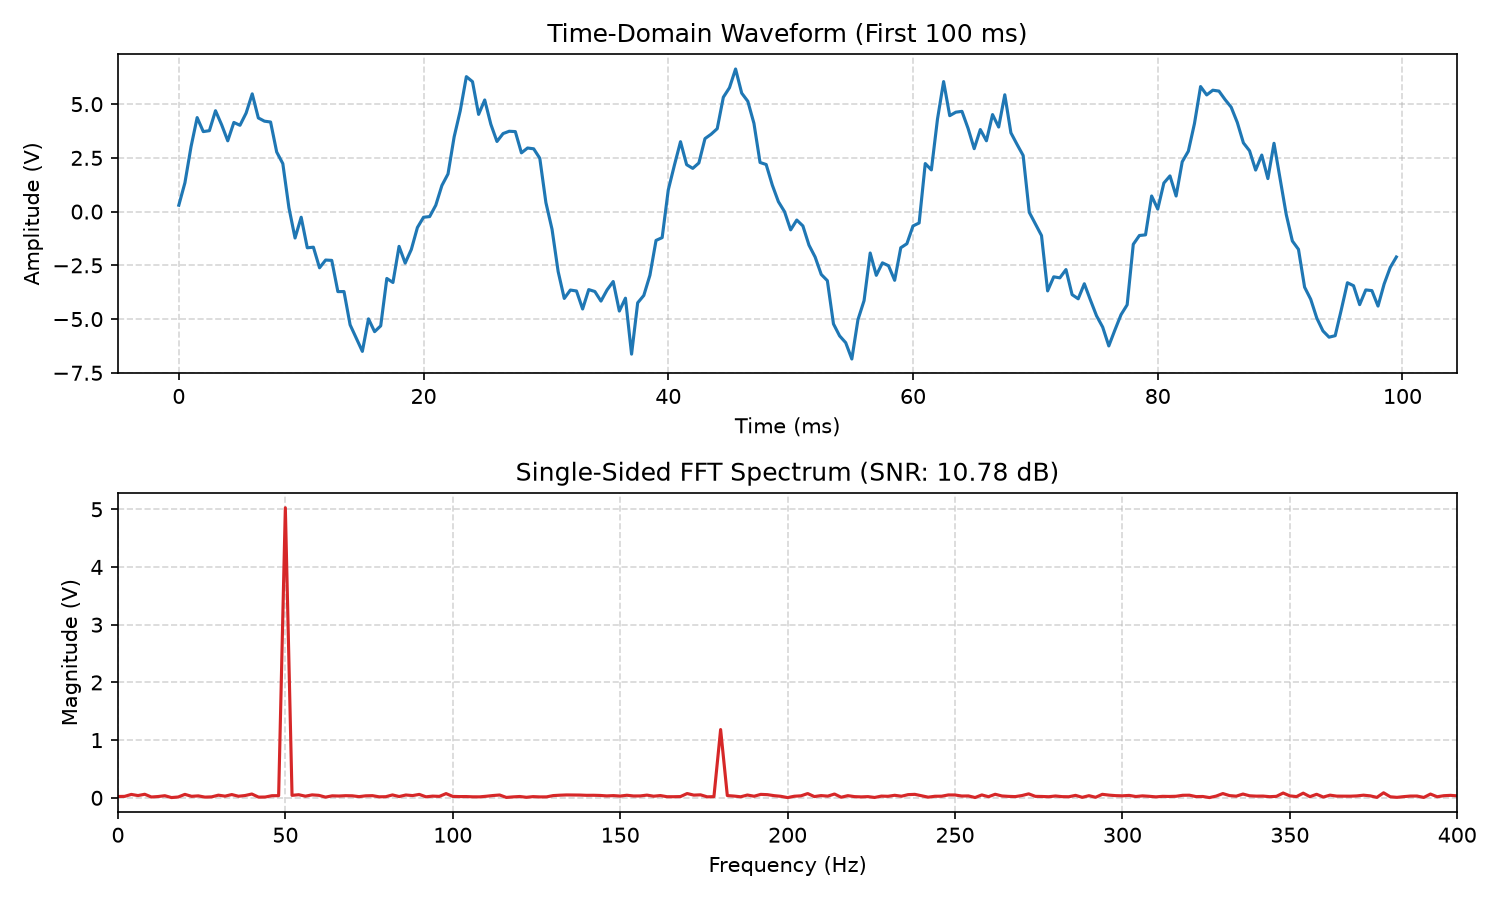 Time-Domain Waveform (First 100 ms)
Amplitude (V)
5.0
2.5
0.0
−2.5
−5.0
−7.5
0 20 40 60 80 100
Time (ms)
Single-Sided FFT Spectrum (SNR: 10.78 dB)
Magnitude (V)
5
4
3
2
1
0
0 50 100 150 200 250 300 350 400
Frequency (Hz)